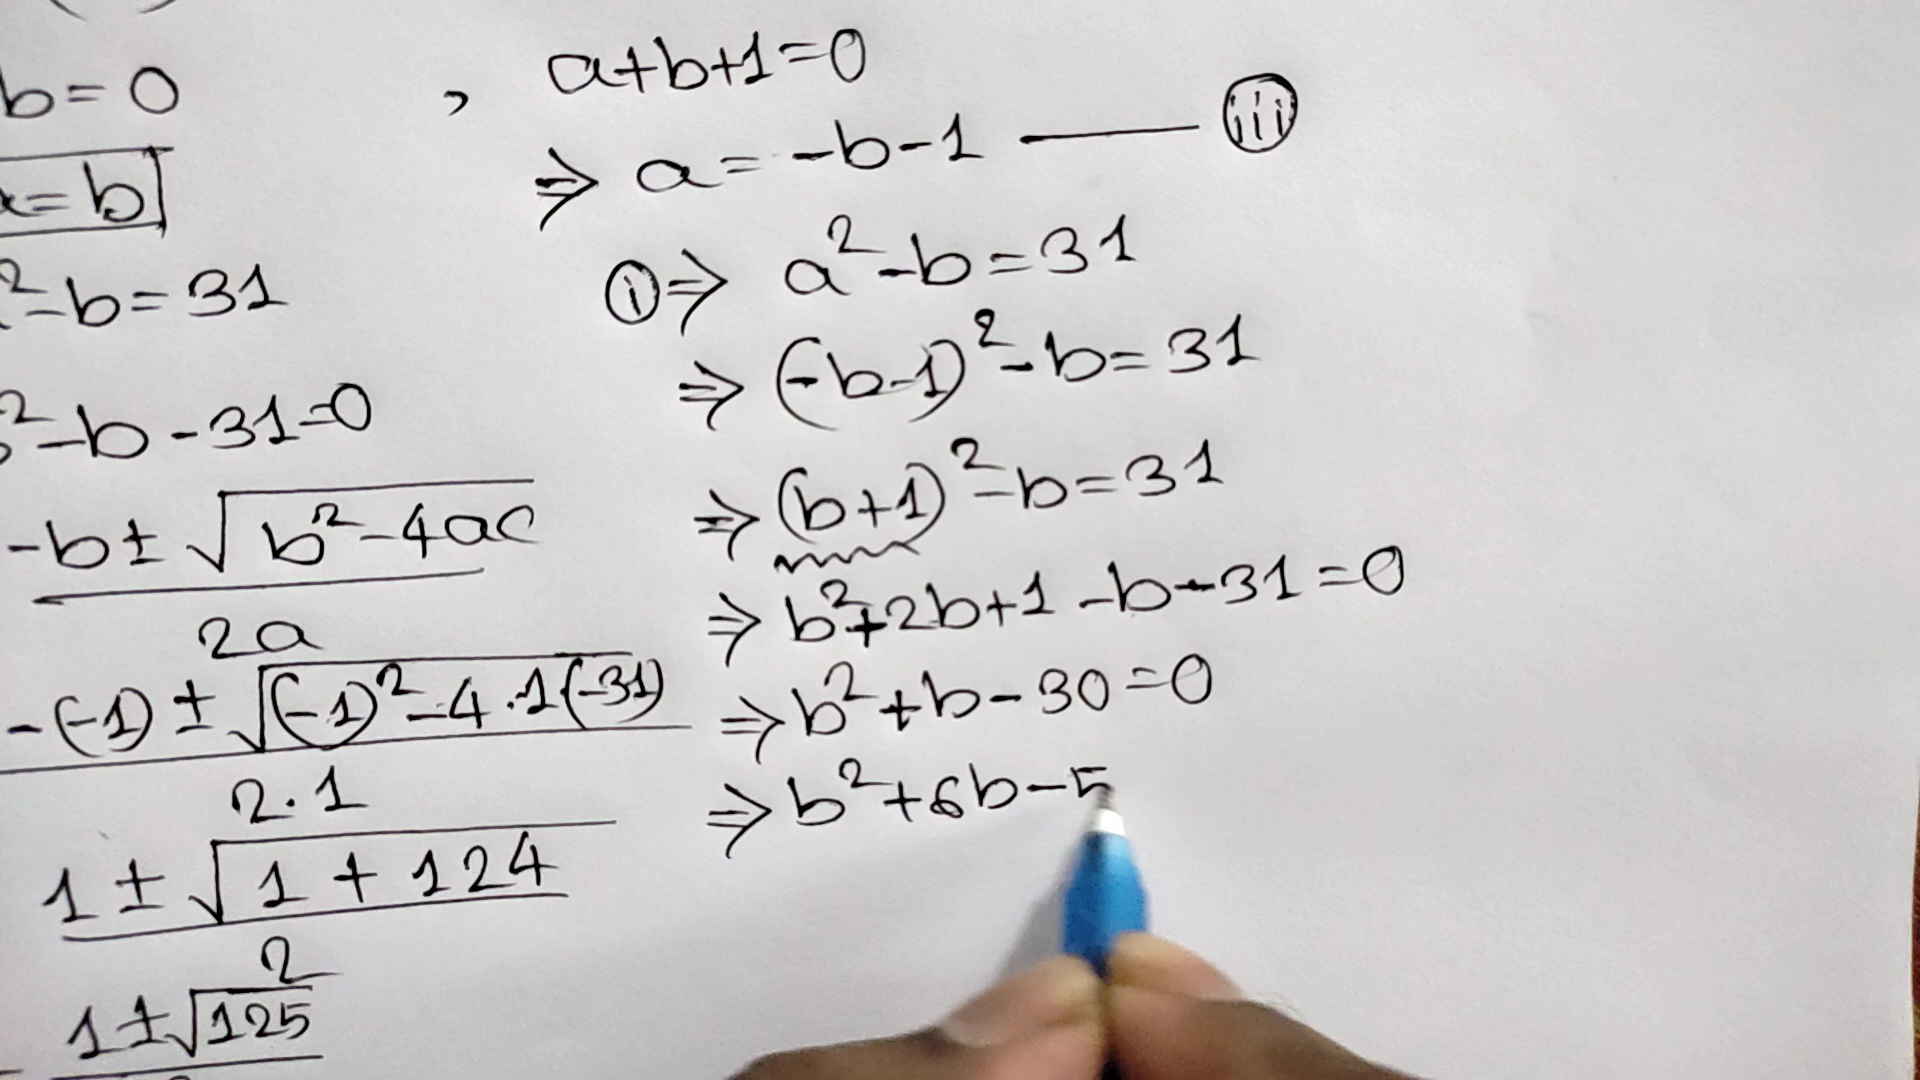 b=0
a=b
²-b=31
²-b-31=0
-b±√b²-4ac
2a
-(-1)±√(-1)²-4.1(-31)
2.1
1±√1+124
2
1±√125
, a+b+1=0
⇒ a=-b-1 —— iii
i ⇒ a²-b=31
⇒ (-b-1)²-b=31
⇒ (b+1)²-b=31
⇒ b²+2b+1-b-31=0
⇒ b²+b-30=0
⇒ b²+6b-5